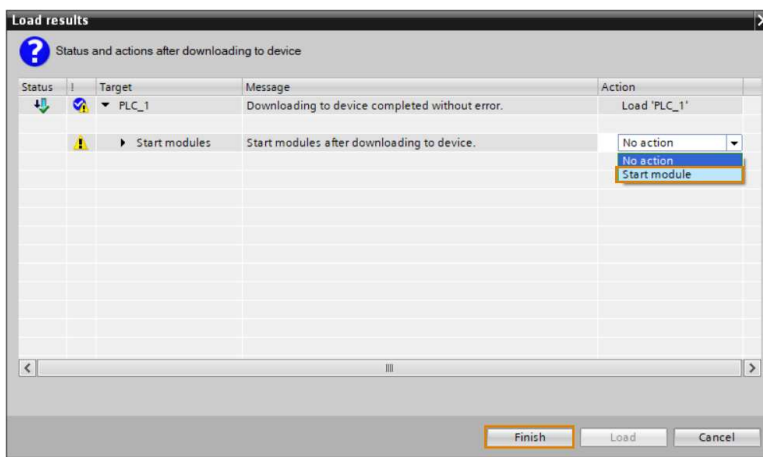 Load results
Status and actions after downloading to device
Status ! Target Message Action
PLC_1 Downloading to device completed without error. Load 'PLC_1'
Start modules Start modules after downloading to device. No action
No action
Start module
Finish Load Cancel